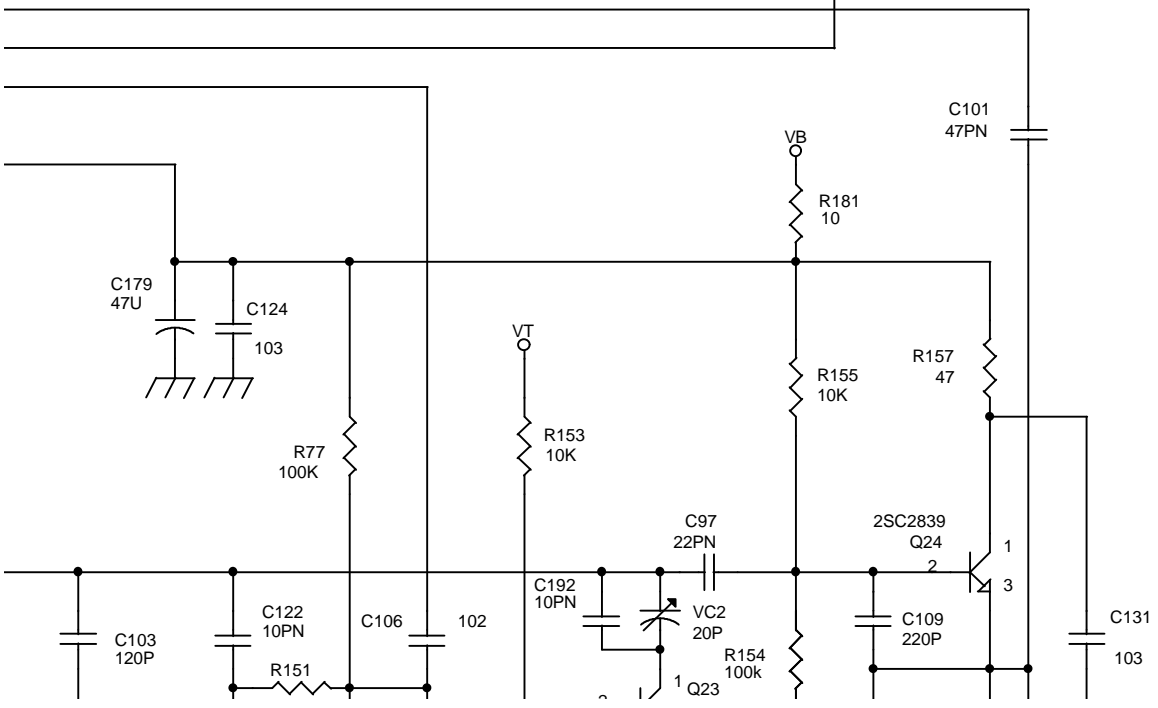 C101
47PN
VB
R181
10
C179
47U
C124
103
VT
R157
47
R155
10K
R153
10K
R77
100K
C97
22PN
2SC2839
Q24
1
2
3
C192
10PN
C122
10PN
C106
102
VC2
20P
C109
220P
C131
103
C103
120P
R151
R154
100k
1
Q23